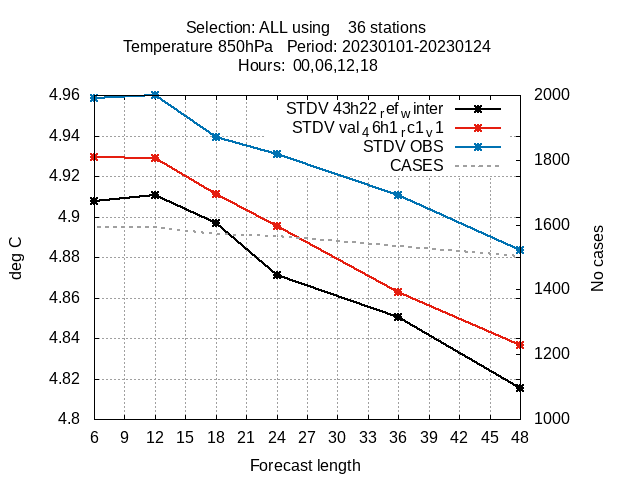 Selection: ALL using    36 stations
Temperature 850hPa   Period: 20230101-20230124
Hours:  00,06,12,18
STDV 43h22_ref_winter
STDV val_46h1_rc1_v1
STDV OBS
CASES
4.96
4.94
4.92
4.9
4.88
4.86
4.84
4.82
4.8
deg C
2000
1800
1600
1400
1200
1000
No cases
6 9 12 15 18 21 24 27 30 33 36 39 42 45 48
Forecast length